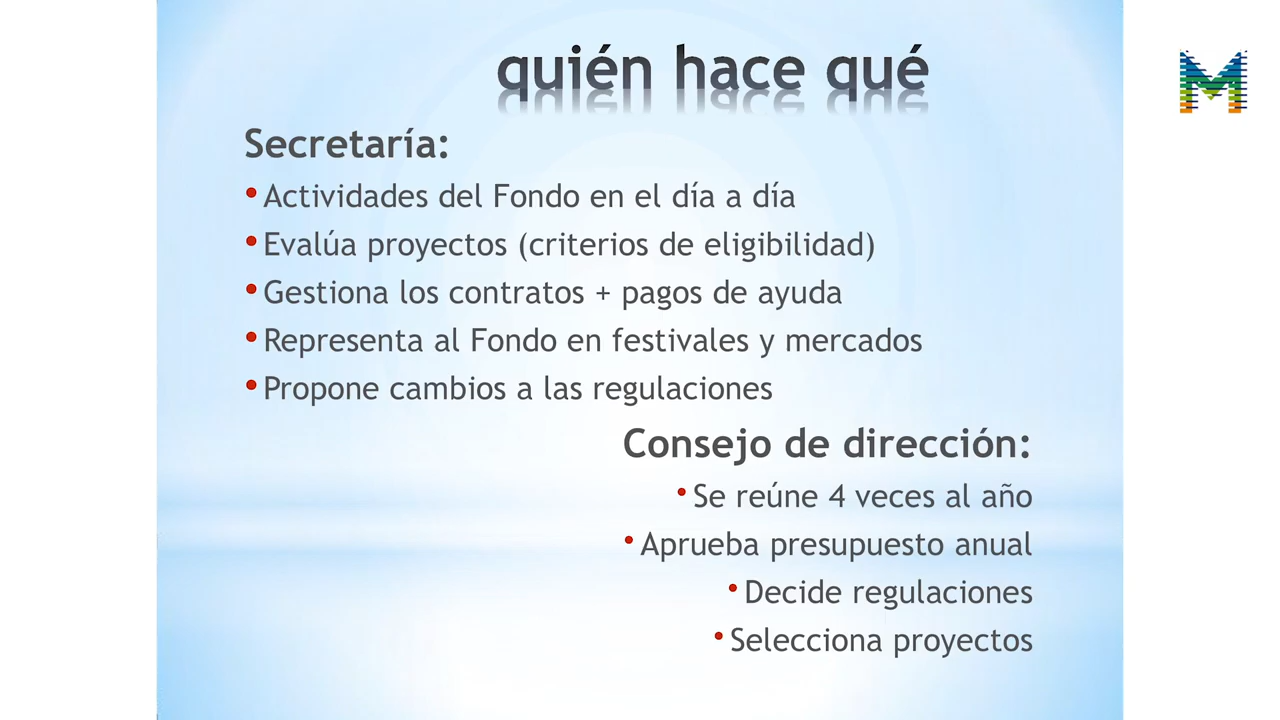 quién hace qué
Secretaría:
•Actividades del Fondo en el día a día
•Evalúa proyectos (criterios de eligibilidad)
•Gestiona los contratos + pagos de ayuda
•Representa al Fondo en festivales y mercados
•Propone cambios a las regulaciones
Consejo de dirección:
•Se reúne 4 veces al año
•Aprueba presupuesto anual
•Decide regulaciones
•Selecciona proyectos
M